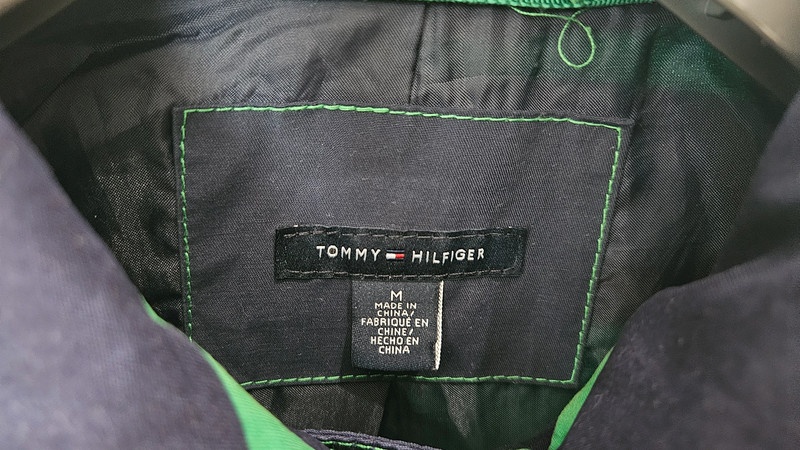 TOMMY HILFIGER
M
MADE IN
CHINA/
FABRIQUÉ EN
CHINE/
HECHO EN
CHINA